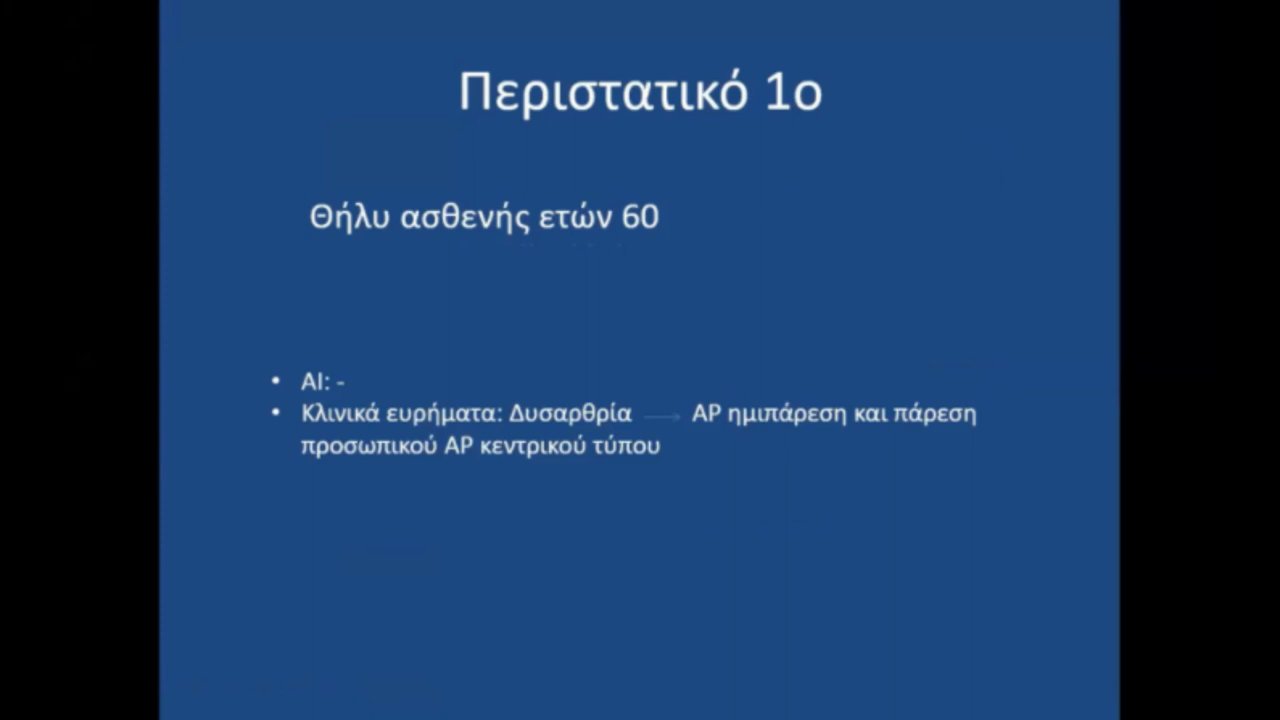 Περιστατικό 1ο
Θήλυ ασθενής ετών 60
• ΑΙ: -
• Κλινικά ευρήματα: Δυσαρθρία → ΑΡ ημιπάρεση και πάρεση
προσωπικού ΑΡ κεντρικού τύπου